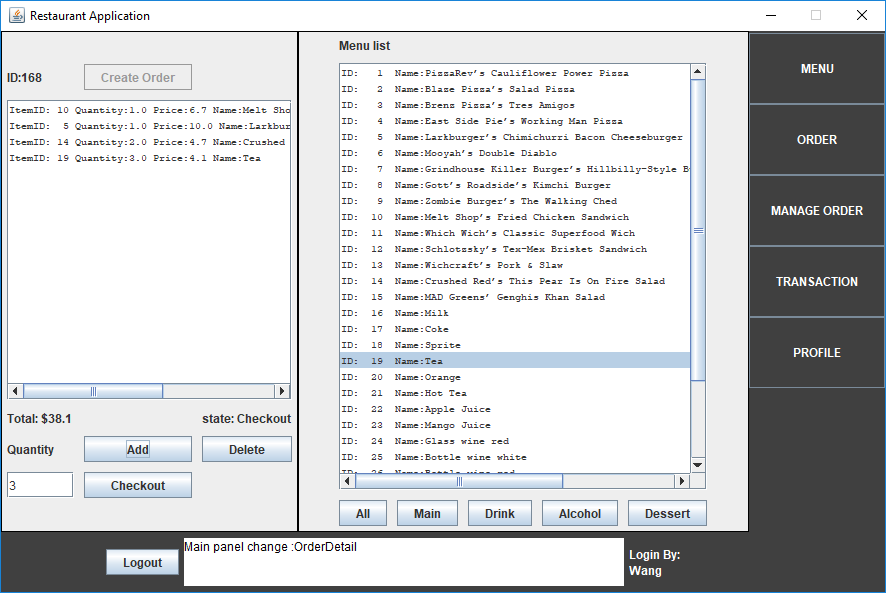 Restaurant Application
ID:168
Create Order
ItemID: 10 Quantity:1.0 Price:6.7 Name:Melt Sho
ItemID: 5 Quantity:1.0 Price:10.0 Name:Larkbur
ItemID: 14 Quantity:2.0 Price:4.7 Name:Crushed
ItemID: 19 Quantity:3.0 Price:4.1 Name:Tea
Total: $38.1
state: Checkout
Quantity
Add
Delete
3
Checkout
Menu list
ID: 1 Name:PizzaRev's Cauliflower Power Pizza
ID: 2 Name:Blaze Pizza's Salad Pizza
ID: 3 Name:Brenz Pizza's Tres Amigos
ID: 4 Name:East Side Pie's Working Man Pizza
ID: 5 Name:Larkburger's Chimichurri Bacon Cheeseburger
ID: 6 Name:Mooyah's Double Diablo
ID: 7 Name:Grindhouse Killer Burger's Hillbilly-Style B
ID: 8 Name:Gott's Roadside's Kimchi Burger
ID: 9 Name:Zombie Burger's The Walking Ched
ID: 10 Name:Melt Shop's Fried Chicken Sandwich
ID: 11 Name:Which Wich's Classic Superfood Wich
ID: 12 Name:Schlotzsky's Tex-Mex Brisket Sandwich
ID: 13 Name:Wichcraft's Pork & Slaw
ID: 14 Name:Crushed Red's This Pear Is On Fire Salad
ID: 15 Name:MAD Greens' Genghis Khan Salad
ID: 16 Name:Milk
ID: 17 Name:Coke
ID: 18 Name:Sprite
ID: 19 Name:Tea
ID: 20 Name:Orange
ID: 21 Name:Hot Tea
ID: 22 Name:Apple Juice
ID: 23 Name:Mango Juice
ID: 24 Name:Glass wine red
ID: 25 Name:Bottle wine white
ID: 26 Name:Bottle wine red
All
Main
Drink
Alcohol
Dessert
MENU
ORDER
MANAGE ORDER
TRANSACTION
PROFILE
Logout
Main panel change :OrderDetail
Login By:
Wang